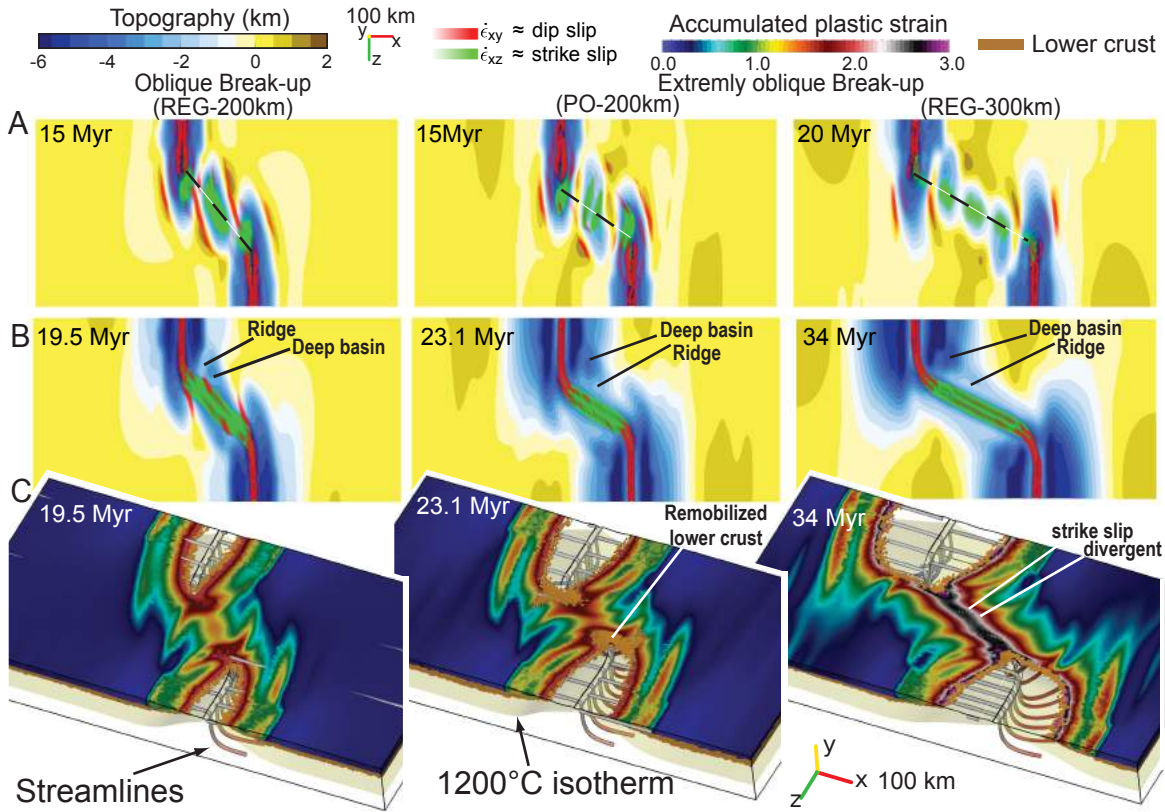 Topography (km)
-6 -4 -2 0 2
100 km
y
x
z
ε̇xy ≈ dip slip
ε̇xz ≈ strike slip
Accumulated plastic strain
0.0 1.0 2.0 3.0
Lower crust
Oblique Break-up
(REG-200km)
(PO-200km)
Extremly oblique Break-up
(REG-300km)
A
15 Myr
15Myr
20 Myr
B
19.5 Myr
Ridge
Deep basin
23.1 Myr
Deep basin
Ridge
34 Myr
Deep basin
Ridge
C
19.5 Myr
23.1 Myr
Remobilized
lower crust
34 Myr
strike slip
divergent
Streamlines
1200°C isotherm
y
x 100 km
z